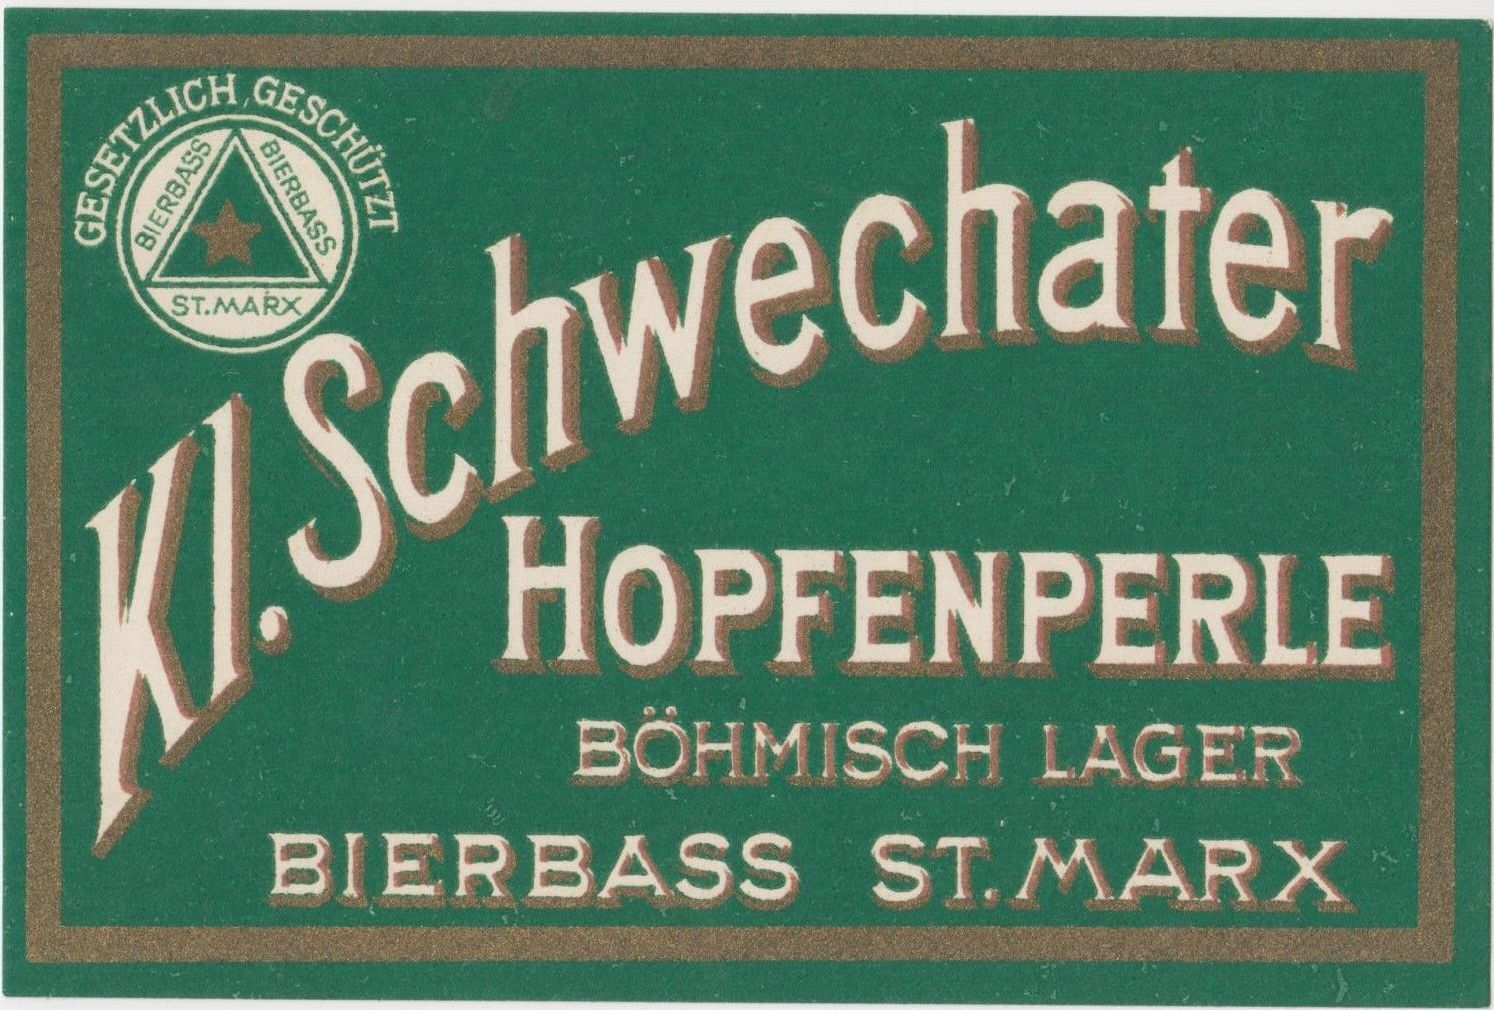 GESETZLICH GESCHÜTZT
BIERBASS
BIERBASS
ST. MARX
Kl. Schwechater
HOPFENPERLE
BÖHMISCH LAGER
BIERBASS ST. MARX